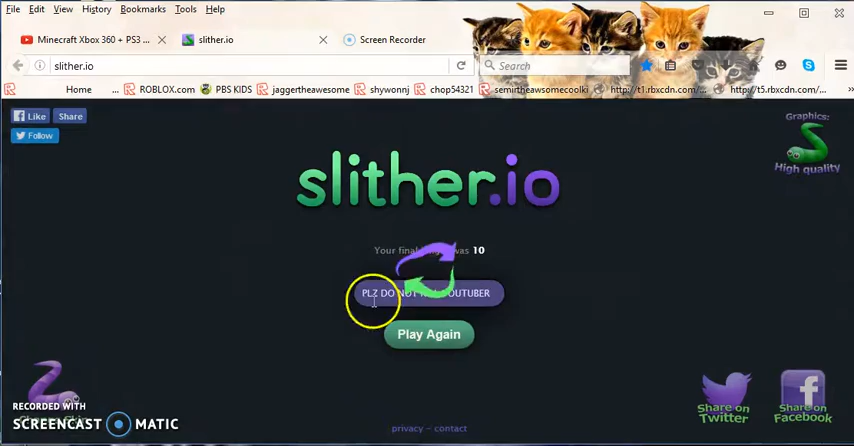 File Edit View History Bookmarks Tools Help
Minecraft Xbox 360 + PS3 ... × slither.io × Screen Recorder
slither.io Search
Home ... ROBLOX.com PBS KIDS jaggertheawesome shywonnj chop54321 semirtheawsomecoolki http://t1.rbxcdn.com/... http://t5.rbxcdn.com/...
Like Share
Follow
Graphics:
High quality
slither.io
Your final was 10
PLZ DO NOT YOUTUBER
Play Again
RECORDED WITH
SCREENCAST MATIC
Share on
Twitter
Share on
Facebook
privacy - contact